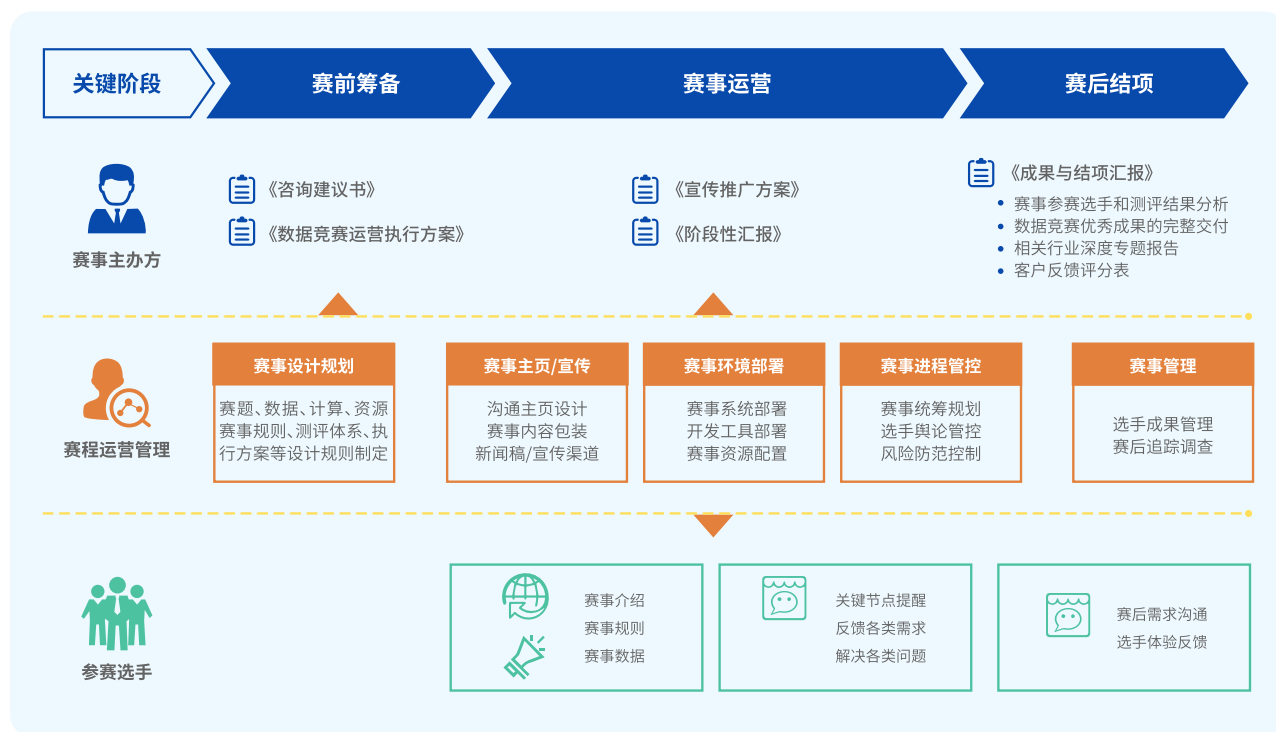 关键阶段
赛前筹备
赛事运营
赛后结项
赛事主办方
《咨询建议书》
《数据竞赛运营执行方案》
《宣传推广方案》
《阶段性汇报》
《成果与结项汇报》
赛事参赛选手和测评结果分析
数据竞赛优秀成果的完整交付
相关行业深度专题报告
客户反馈评分表
赛程运营管理
赛事设计规划
赛题、数据、计算、资源
赛事规则、测评体系、执
行方案等设计规则制定
赛事主页/宣传
沟通主页设计
赛事内容包装
新闻稿/宣传渠道
赛事环境部署
赛事系统部署
开发工具部署
赛事资源配置
赛事进程管控
赛事统筹规划
选手舆论管控
风险防范控制
赛事管理
选手成果管理
赛后追踪调查
参赛选手
赛事介绍
赛事规则
赛事数据
关键节点提醒
反馈各类需求
解决各类问题
赛后需求沟通
选手体验反馈